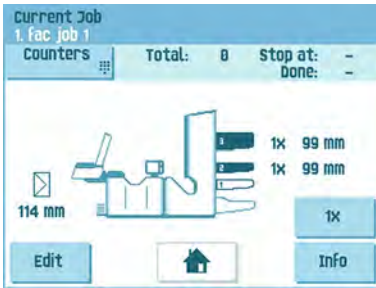 Current Job
1. Fac job 1
Counters Total: 0 Stop at: -
Done: -
3 1x 99 mm
2 1x 99 mm
1
114 mm
1x
Edit Info